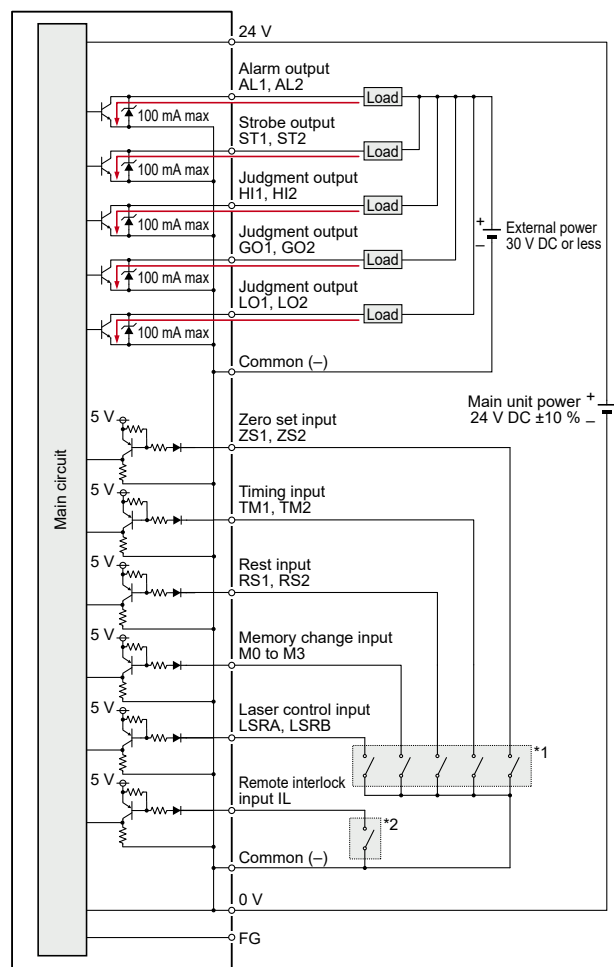 24 V
Alarm output
AL1, AL2
Load
100 mA max
Strobe output
ST1, ST2
Load
100 mA max
Judgment output
HI1, HI2
Load
100 mA max
Judgment output
GO1, GO2
Load
100 mA max
Judgment output
LO1, LO2
Load
100 mA max
+
External power
30 V DC or less
–
Common (–)
Main unit power +
24 V DC ±10 % –
Main circuit
5 V
Zero set input
ZS1, ZS2
5 V
Timing input
TM1, TM2
5 V
Rest input
RS1, RS2
5 V
Memory change input
M0 to M3
5 V
Laser control input
LSRA, LSRB
*1
5 V
Remote interlock
input IL
*2
Common (–)
0 V
FG